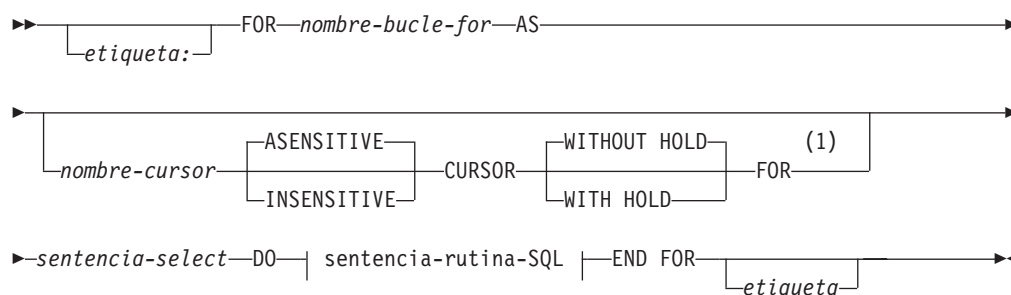 FOR nombre-bucle-for AS
etiqueta:
ASENSITIVE WITHOUT HOLD (1)
nombre-cursor CURSOR FOR
INSENSITIVE WITH HOLD
sentencia-select DO sentencia-rutina-SQL END FOR
etiqueta